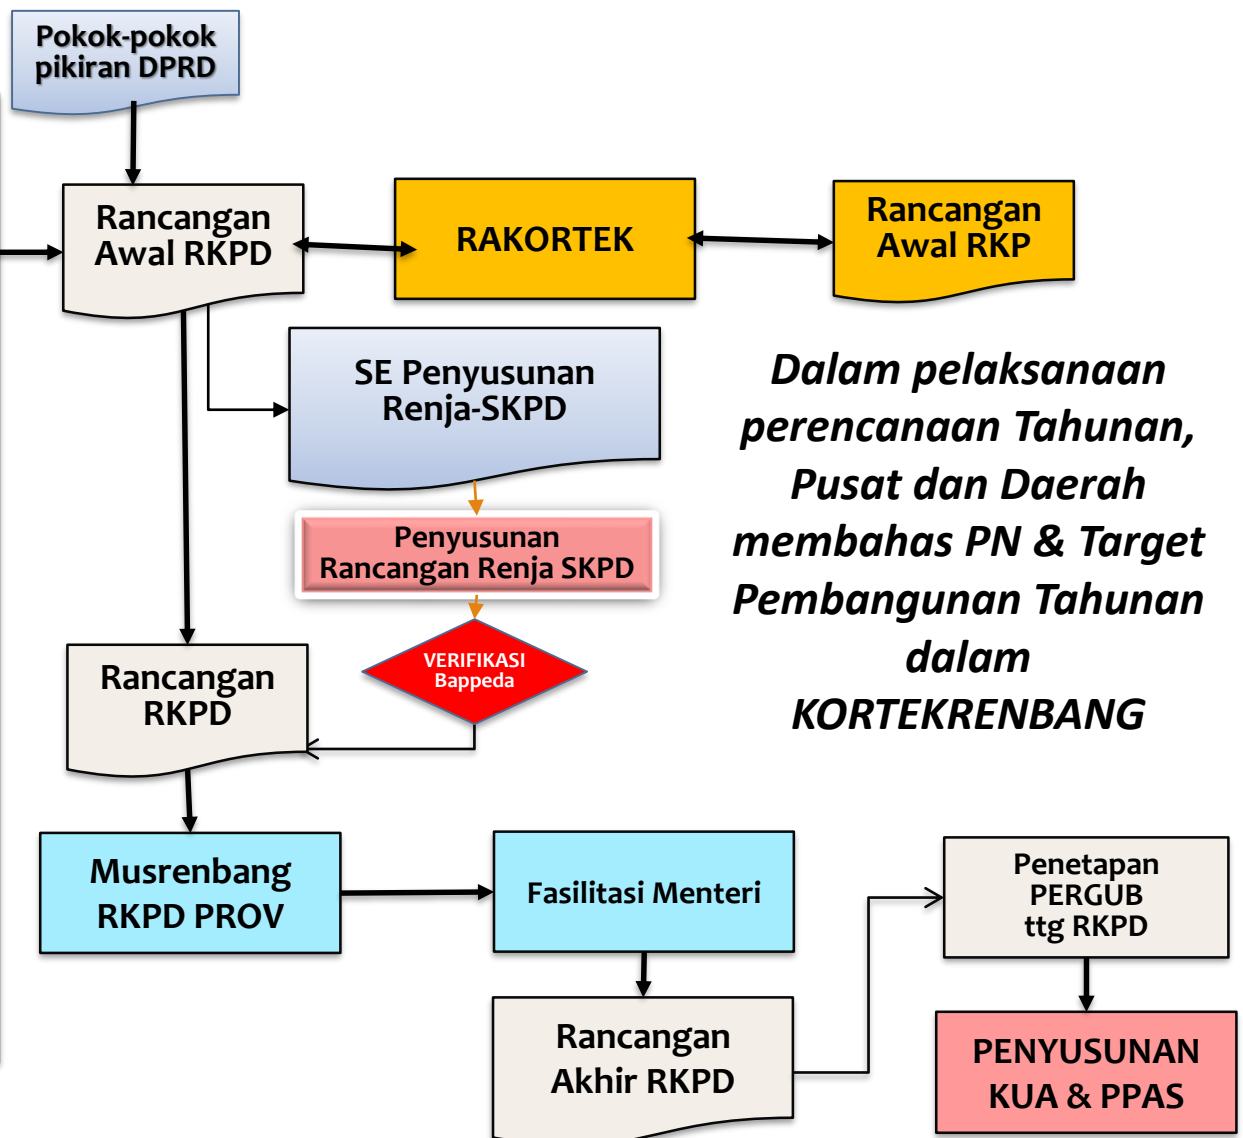 Pokok-pokok
pikiran DPRD
Rancangan
Awal RKPD
RAKORTEK
Rancangan
Awal RKP
SE Penyusunan
Renja-SKPD
Dalam pelaksanaan
perencanaan Tahunan,
Pusat dan Daerah
membahas PN & Target
Pembangunan Tahunan
dalam
KORTEKRENBANG
Penyusunan
Rancangan Renja SKPD
VERIFIKASI
Bappeda
Rancangan
RKPD
Musrenbang
RKPD PROV
Fasilitasi Menteri
Penetapan
PERGUB
ttg RKPD
Rancangan
Akhir RKPD
PENYUSUNAN
KUA & PPAS